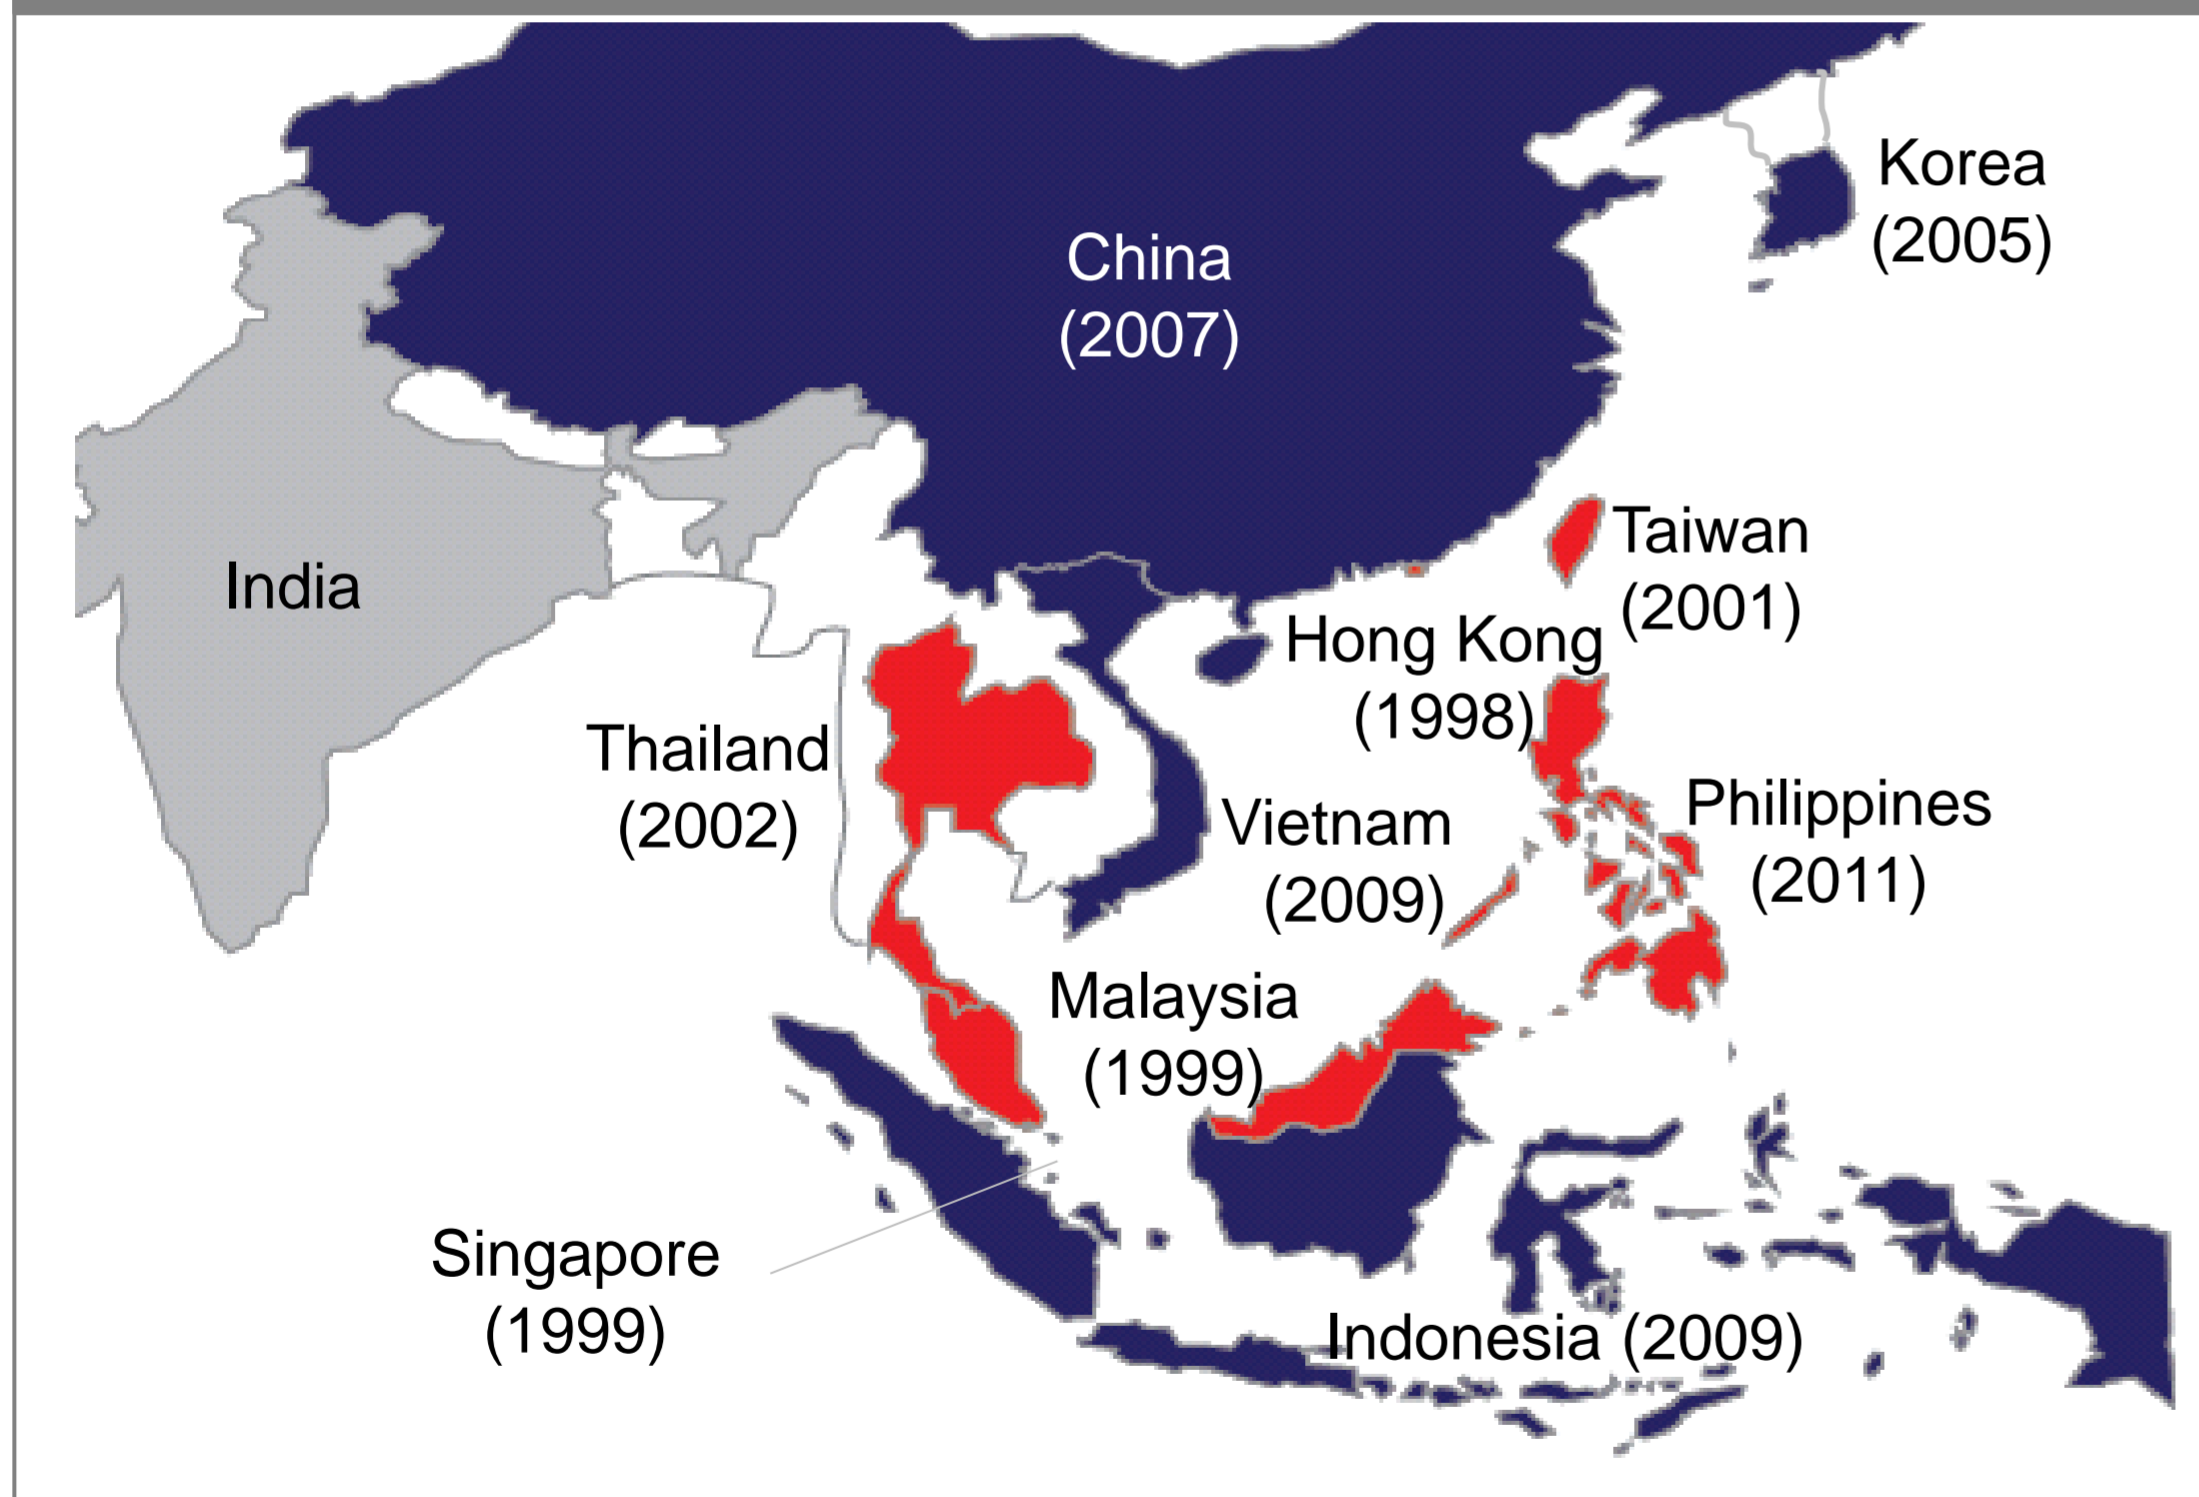 Korea
(2005)
China
(2007)
Taiwan
(2001)
India
Hong Kong
(1998)
Thailand
(2002)
Vietnam
(2009)
Philippines
(2011)
Malaysia
(1999)
Singapore
(1999)
Indonesia (2009)